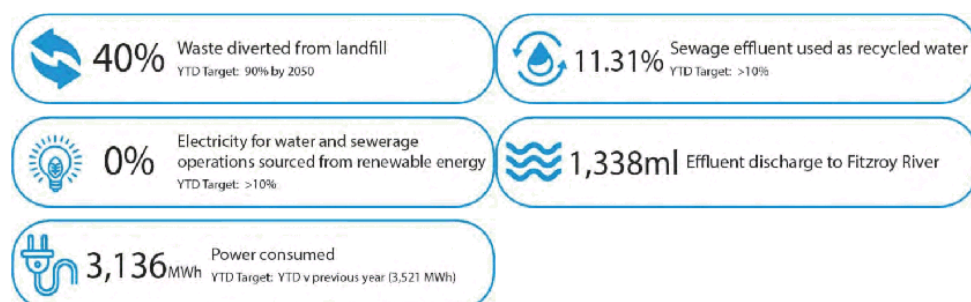 40%
Waste diverted from landfill
YTD Target: 90% by 2050
11.31%
Sewage effluent used as recycled water
YTD Target: >10%
0%
Electricity for water and sewerage
operations sourced from renewable energy
YTD Target: >10%
1,338ml
Effluent discharge to Fitzroy River
3,136MWh
Power consumed
YTD Target: YTD v previous year (3,521 MWh)